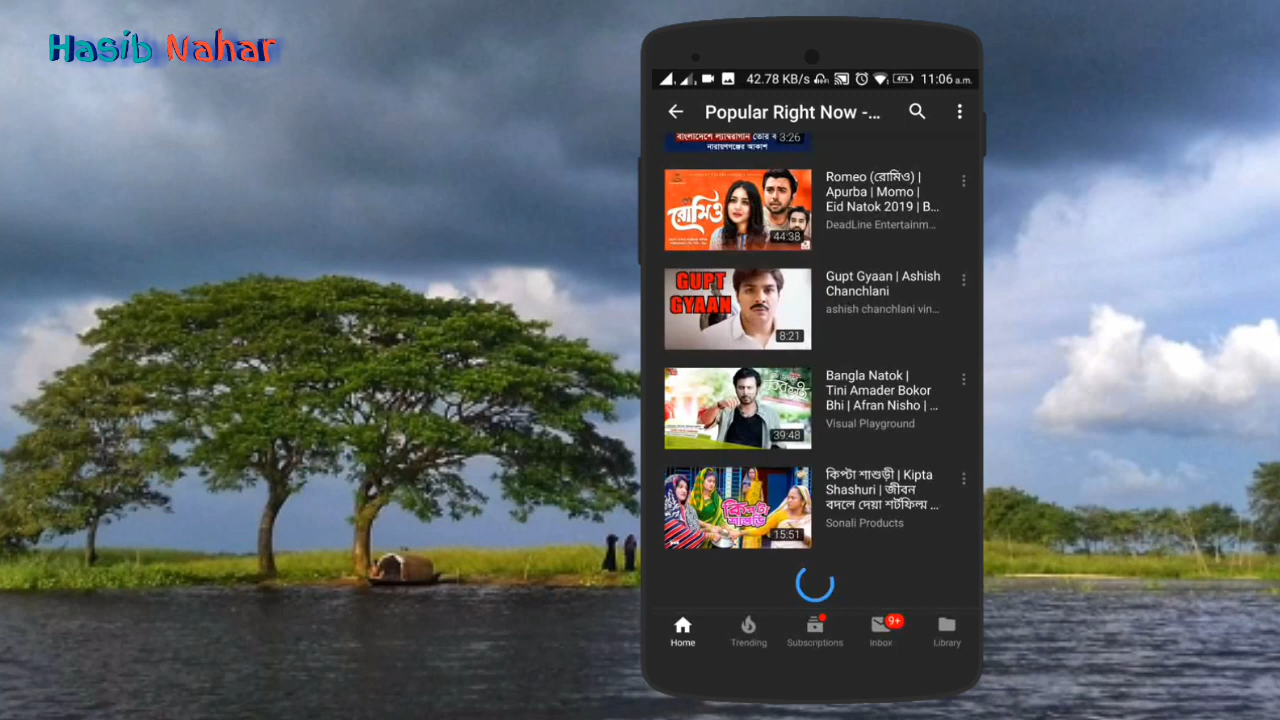 Hasib Nahar
42.78 KB/s
47%
11:06 a.m.
Popular Right Now -...
বাংলাদেশে ল্যাম্বরগিনি তোর ব
3:26
নারায়ণগঞ্জের আকাশ
রোমিও
44:38
Romeo (রোমিও) |
Apurba | Momo |
Eid Natok 2019 | B...
DeadLine Entertainm...
GUPT
GYAAN
8:21
Gupt Gyaan | Ashish
Chanchlani
ashish chanchlani vin...
39:48
Bangla Natok |
Tini Amader Bokor
Bhi | Afran Nisho | ...
Visual Playground
কিপ্টা
শাশুড়ি
15:51
কিপ্টা শাশুড়ী | Kipta
Shashuri | জীবন
বদলে দেয়া শর্টফিল্ম ...
Sonali Products
9+
Home
Trending
Subscriptions
Inbox
Library